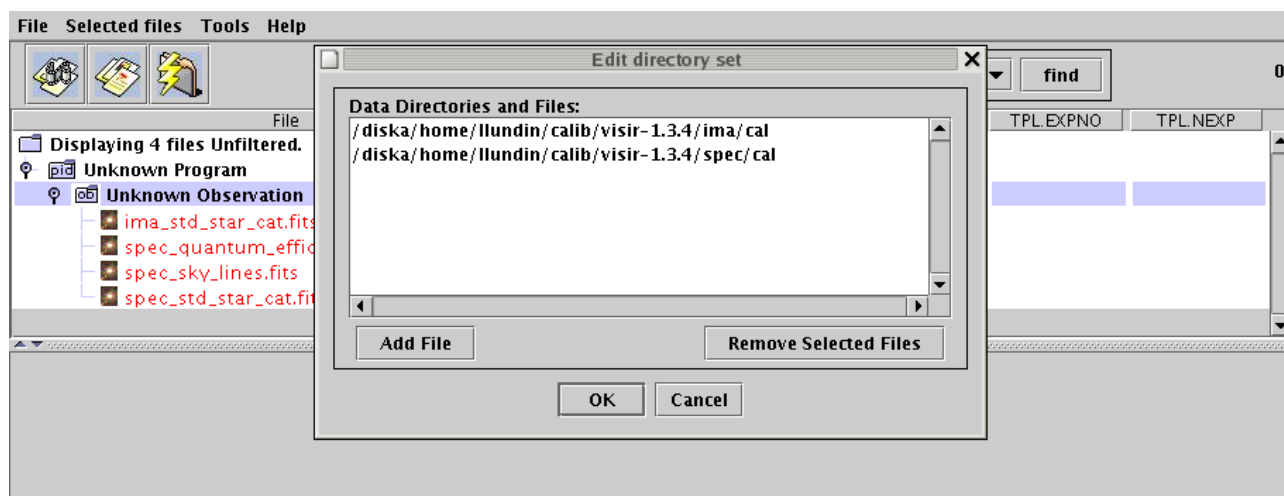 File Selected files Tools Help
Edit directory set
find
0
Data Directories and Files:
/diska/home/llundin/calib/visir-1.3.4/ima/cal
/diska/home/llundin/calib/visir-1.3.4/spec/cal
File
TPL.EXPNO TPL.NEXP
Displaying 4 files Unfiltered.
pid Unknown Program
ob Unknown Observation
ima_std_star_cat.fits
spec_quantum_effic
spec_sky_lines.fits
spec_std_star_cat.fit
Add File Remove Selected Files
OK Cancel